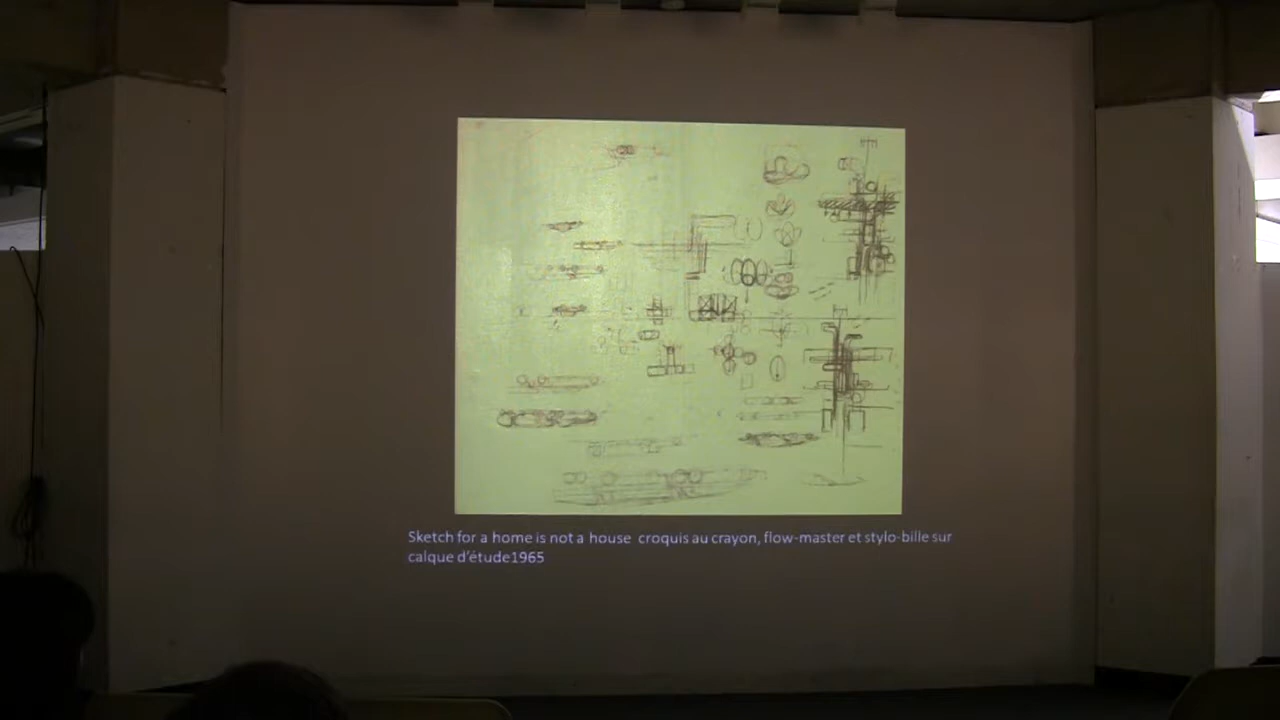 Sketch for a home is not a house croquis au crayon, flow-master et stylo-bille sur
calque d'étude1965